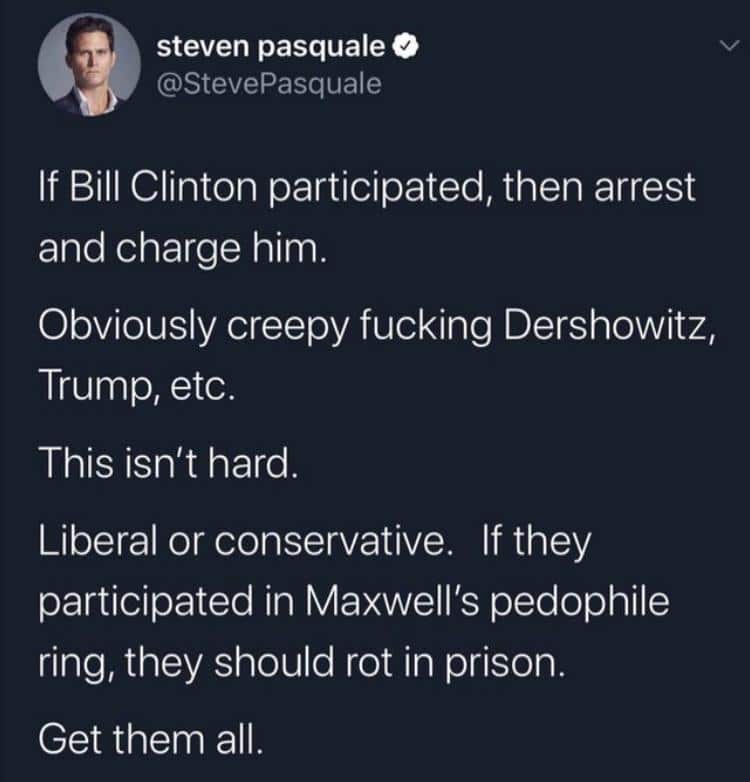 steven pasquale
@StevePasquale
If Bill Clinton participated, then arrest
and charge him.
Obviously creepy fucking Dershowitz,
Trump, etc.
This isn't hard.
Liberal or conservative.  If they
participated in Maxwell's pedophile
ring, they should rot in prison.
Get them all.